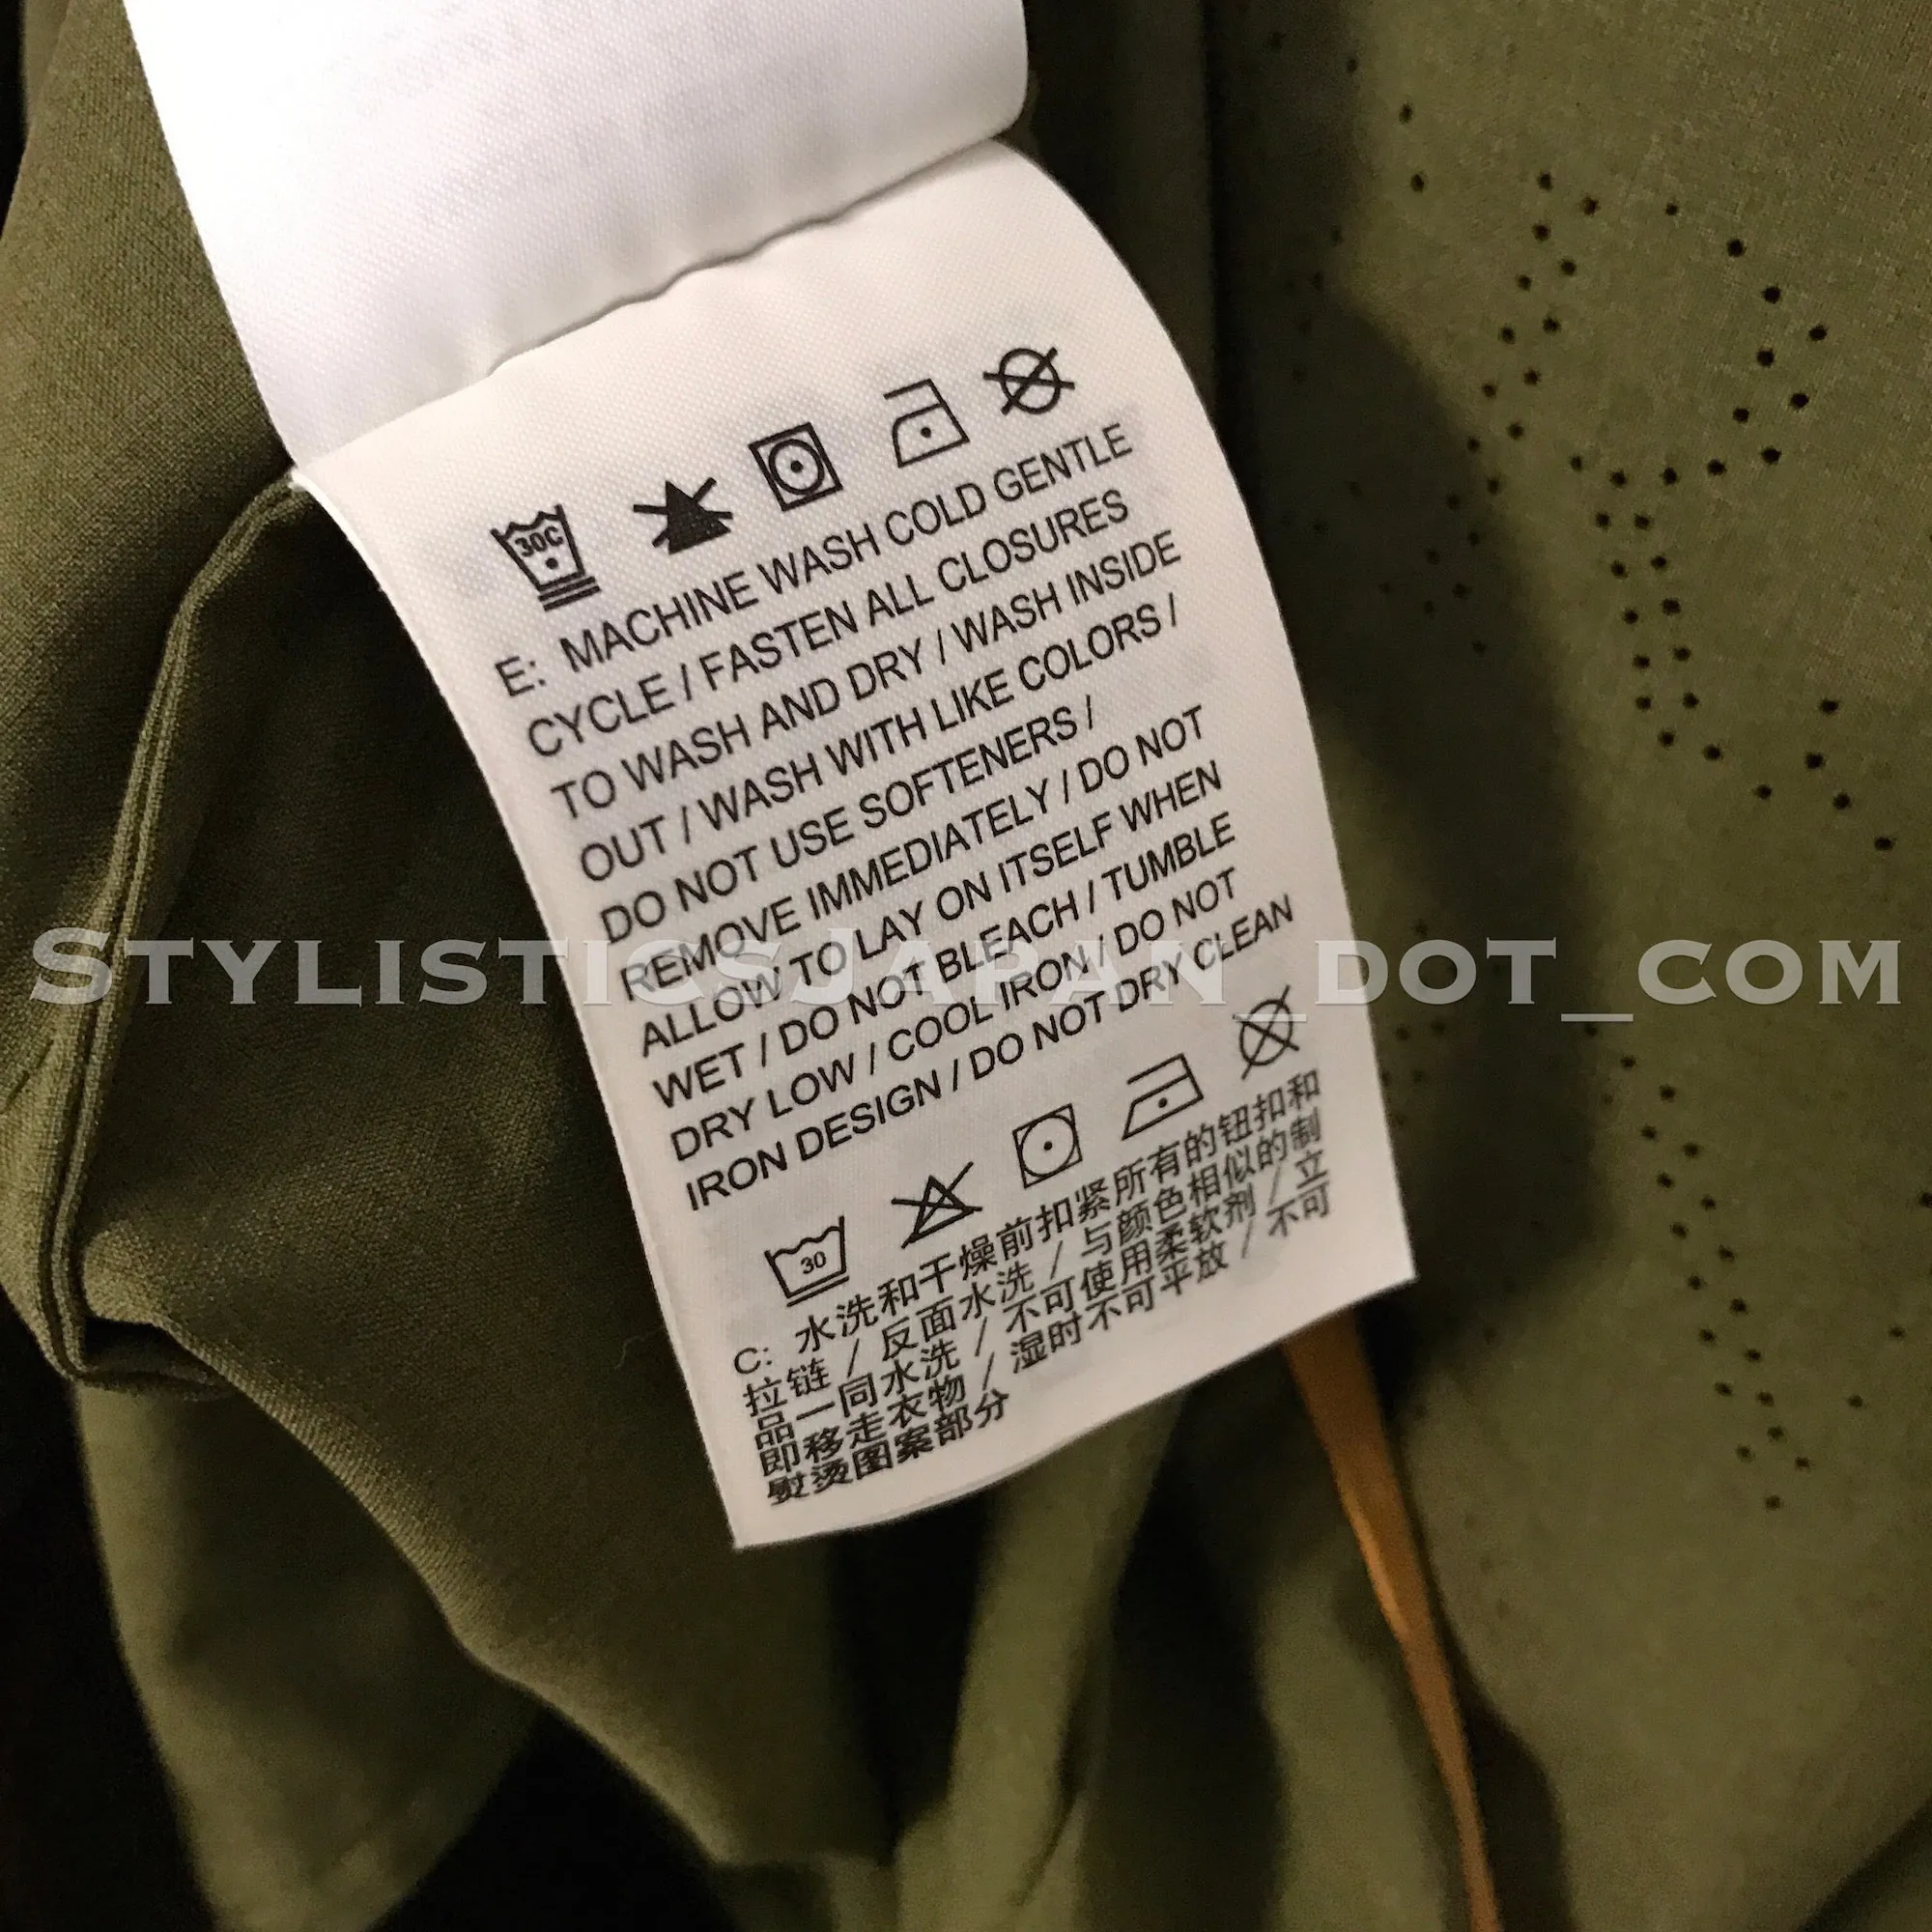 30C
E: MACHINE WASH COLD GENTLE
CYCLE / FASTEN ALL CLOSURES
TO WASH AND DRY / WASH INSIDE
OUT / WASH WITH LIKE COLORS /
DO NOT USE SOFTENERS /
REMOVE IMMEDIATELY / DO NOT
ALLOW TO LAY ON ITSELF WHEN
WET / DO NOT BLEACH / TUMBLE
DRY LOW / COOL IRON / DO NOT
IRON DESIGN / DO NOT DRY CLEAN
STYLISTICSJAPAN_DOT_COM
30
C: 水洗和干燥前扣紧所有的钮扣和
拉链 / 反面水洗 / 与颜色相似的制
品一同水洗 / 不可使用柔软剂 / 立
即移走衣物 / 湿时不可平放 / 不可
熨烫图案部分